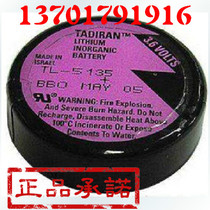 13701791916
TADIRAN
LITHIUM
INORGANIC
BATTERY
3.6 VOLTS
MADE IN
ISRAEL
TL-5135
+
BBO MAY 05
WARNING: Fire Explosion,
And Severe Burn Hazard. Do Not
Recharge, Disassemble Heat Above
100°C Incinerate Or Expose
Contents To Water.
正品承諾